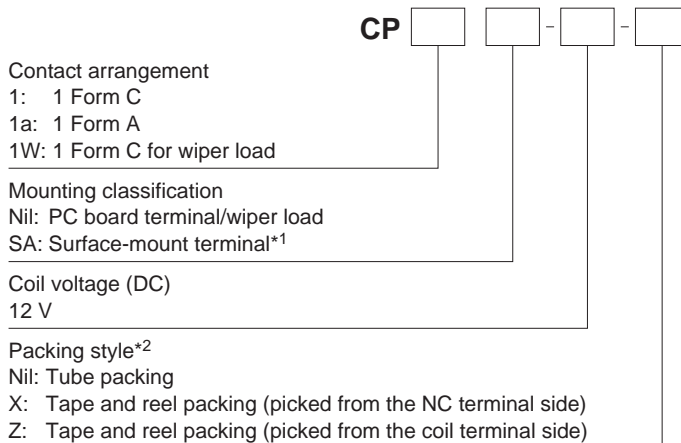 CP - -
Contact arrangement
1: 1 Form C
1a: 1 Form A
1W: 1 Form C for wiper load
Mounting classification
Nil: PC board terminal/wiper load
SA: Surface-mount terminal*1
Coil voltage (DC)
12 V
Packing style*2
Nil: Tube packing
X: Tape and reel packing (picked from the NC terminal side)
Z: Tape and reel packing (picked from the coil terminal side)